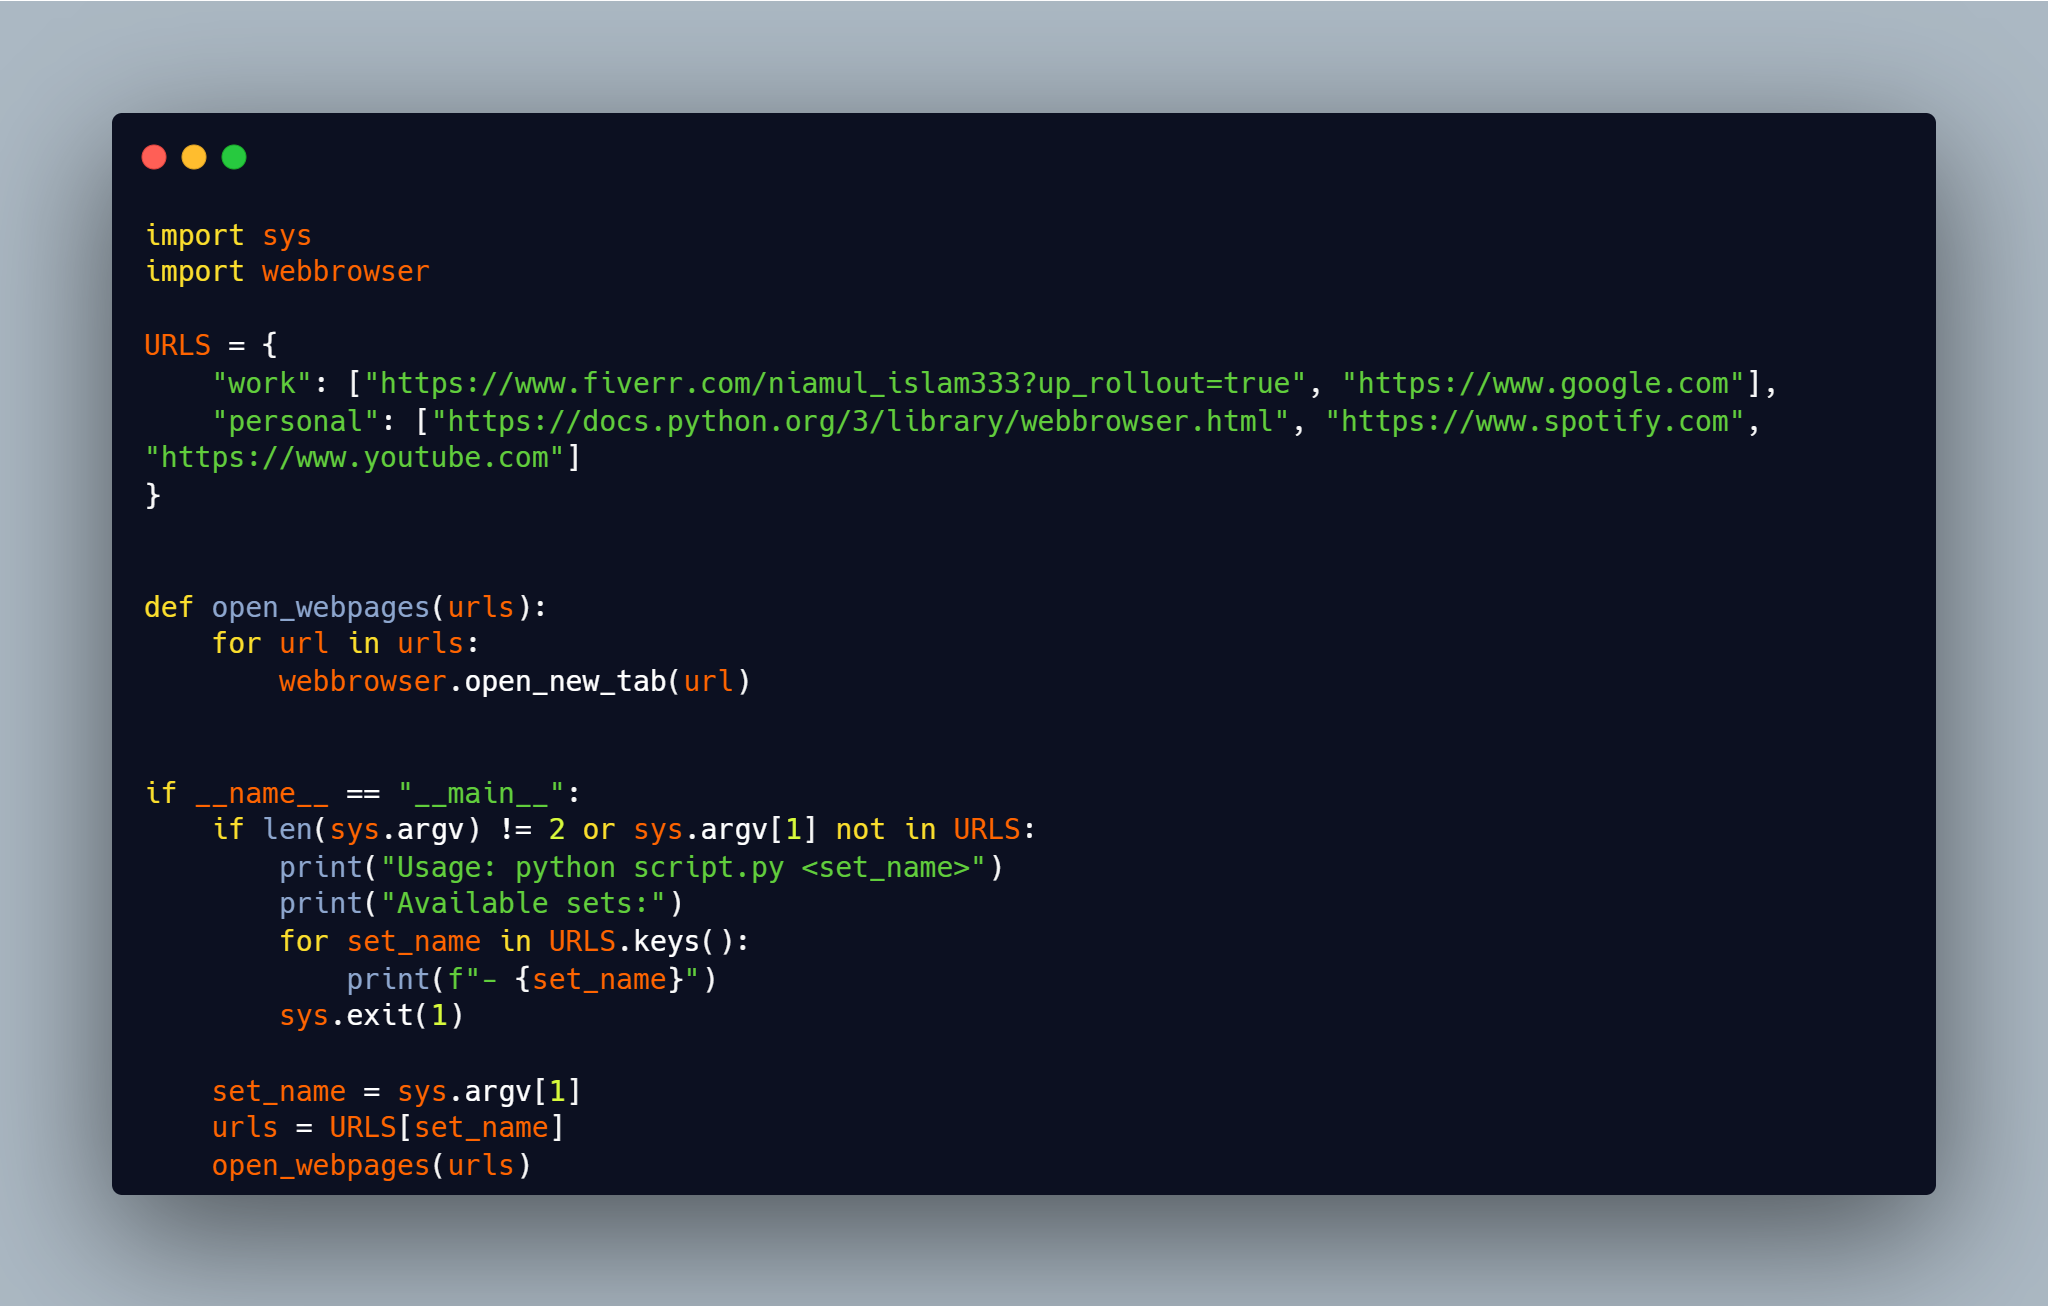 import sys
import webbrowser

URLS = {
    "work": ["https://www.fiverr.com/niamul_islam333?up_rollout=true", "https://www.google.com"],
    "personal": ["https://docs.python.org/3/library/webbrowser.html", "https://www.spotify.com",
"https://www.youtube.com"]
}


def open_webpages(urls):
    for url in urls:
        webbrowser.open_new_tab(url)


if __name__ == "__main__":
    if len(sys.argv) != 2 or sys.argv[1] not in URLS:
        print("Usage: python script.py <set_name>")
        print("Available sets:")
        for set_name in URLS.keys():
            print(f"- {set_name}")
        sys.exit(1)

    set_name = sys.argv[1]
    urls = URLS[set_name]
    open_webpages(urls)